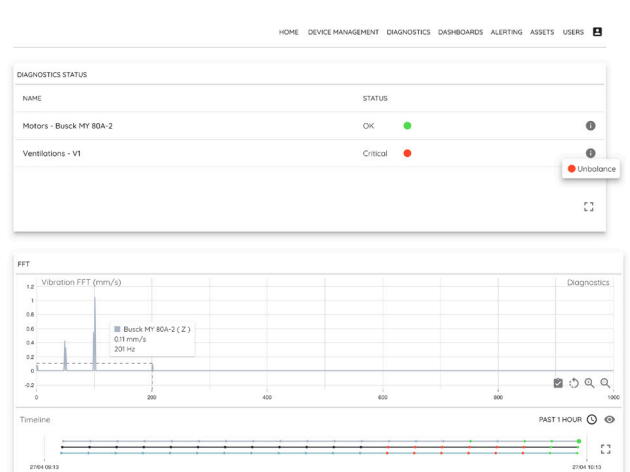 HOME DEVICE MANAGEMENT DIAGNOSTICS DASHBOARDS ALERTING ASSETS USERS
DIAGNOSTICS STATUS
NAME STATUS
Motors - Busck MY 80A-2 OK
Ventilations - V1 Critical
Unbalance
FFT
Vibration FFT (mm/s) Diagnostics
1.2
1
0.8
0.6
0.4
0.2
0
-0.2
Busck MY 80A-2 ( Z )
0.11 mm/s
201 Hz
0 200 400 600 800 1000
Timeline PAST 1 HOUR
27/04 09:13 27/04 10:13